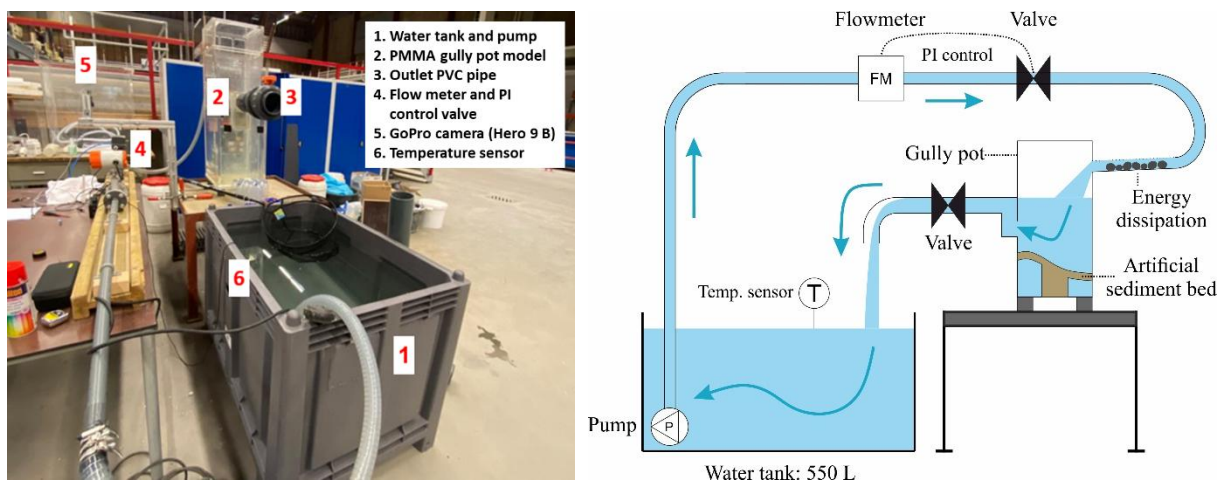 1. Water tank and pump
2. PMMA gully pot model
3. Outlet PVC pipe
4. Flow meter and PI
control valve
5. GoPro camera (Hero 9 B)
6. Temperature sensor
5
2
3
4
6
1
Flowmeter
Valve
FM
PI control
Gully pot
Energy
dissipation
Valve
Artificial
sediment bed
Temp. sensor
T
Pump
P
Water tank: 550 L